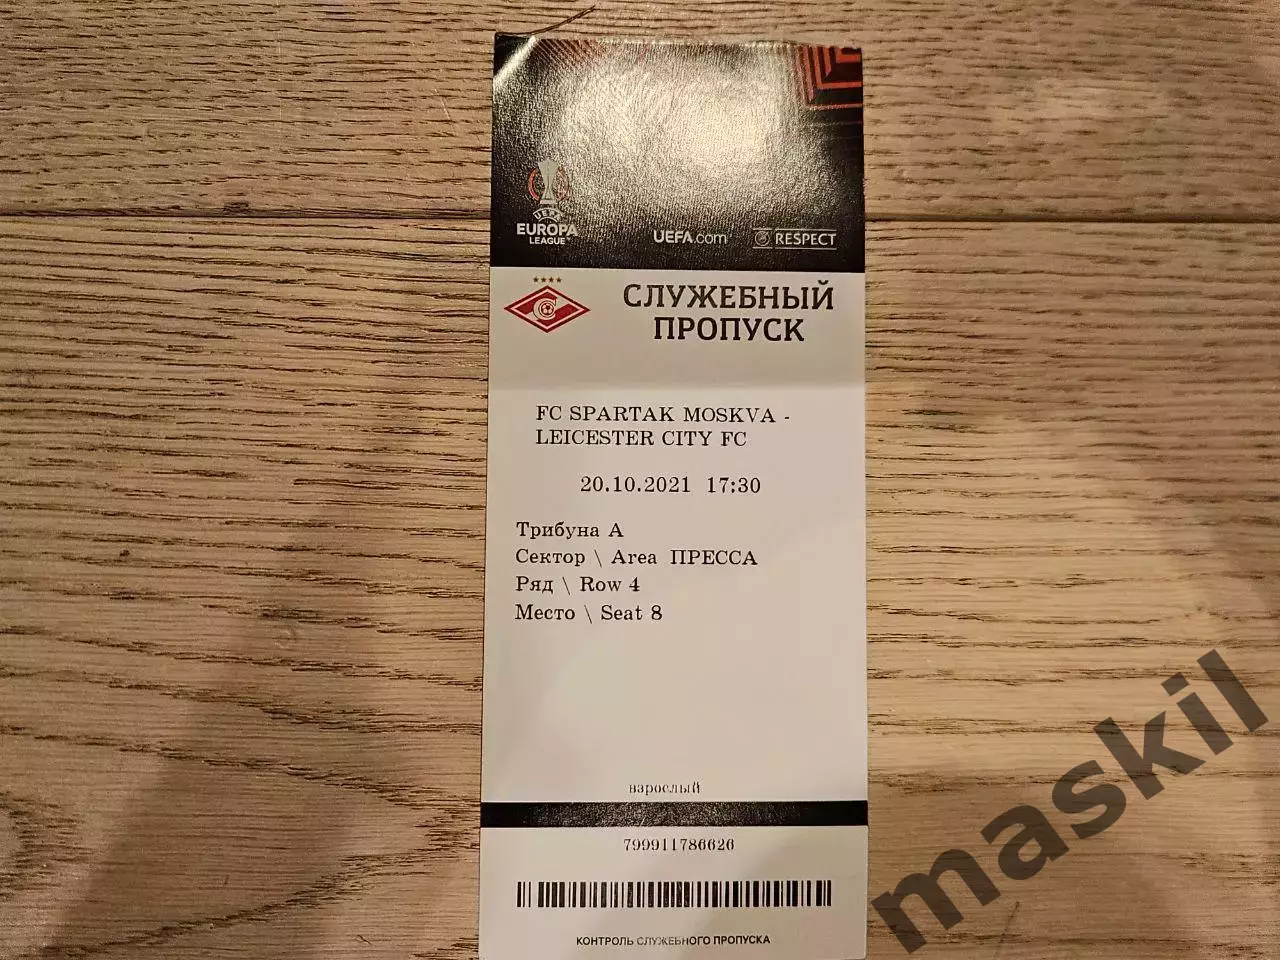 UEFA
EUROPA
LEAGUE
UEFA.com
RESPECT
СЛУЖЕБНЫЙ
ПРОПУСК
FC SPARTAK MOSKVA -
LEICESTER CITY FC
20.10.2021 17:30
Трибуна А
Сектор \ Area ПРЕССА
Ряд \ Row 4
Место \ Seat 8
взрослый
799911786626
КОНТРОЛЬ СЛУЖЕБНОГО ПРОПУСКА
maskil